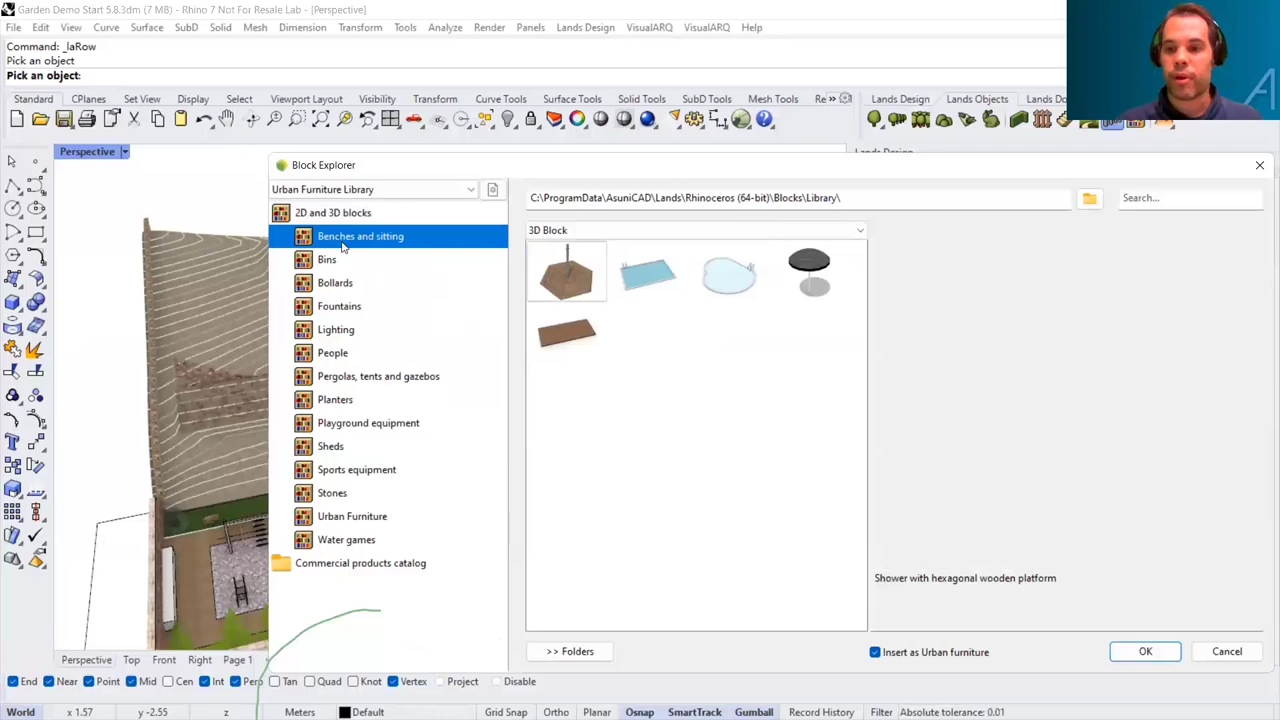 Garden Demo Start 5.8.3dm (7 MB) - Rhino 7 Not For Resale Lab - [Perspective]
File Edit View Curve Surface SubD Solid Mesh Dimension Transform Tools Analyze Render Panels Lands Design VisualARQ VisualARQ Help
Command: _laRow
Pick an object
Pick an object:
Standard CPlanes Set View Display Select Viewport Layout Visibility Transform Curve Tools Surface Tools Solid Tools SubD Tools Mesh Tools Re >> Lands Design Lands Objects Lands Do
Perspective
Lands Design
Block Explorer
Urban Furniture Library
C:\ProgramData\AsuniCAD\Lands\Rhinoceros (64-bit)\Blocks\Library\
Search...
2D and 3D blocks
3D Block
Benches and sitting
Bins
Bollards
Fountains
Lighting
People
Pergolas, tents and gazebos
Planters
Playground equipment
Sheds
Sports equipment
Stones
Urban Furniture
Water games
Commercial products catalog
Shower with hexagonal wooden platform
>> Folders
Insert as Urban furniture
OK
Cancel
Perspective Top Front Right Page 1
End Near Point Mid Cen Int Perp Tan Quad Knot Vertex Project Disable
World x 1.57 y -2.55 z Meters Default Grid Snap Ortho Planar Osnap SmartTrack Gumball Record History Filter Absolute tolerance: 0.01